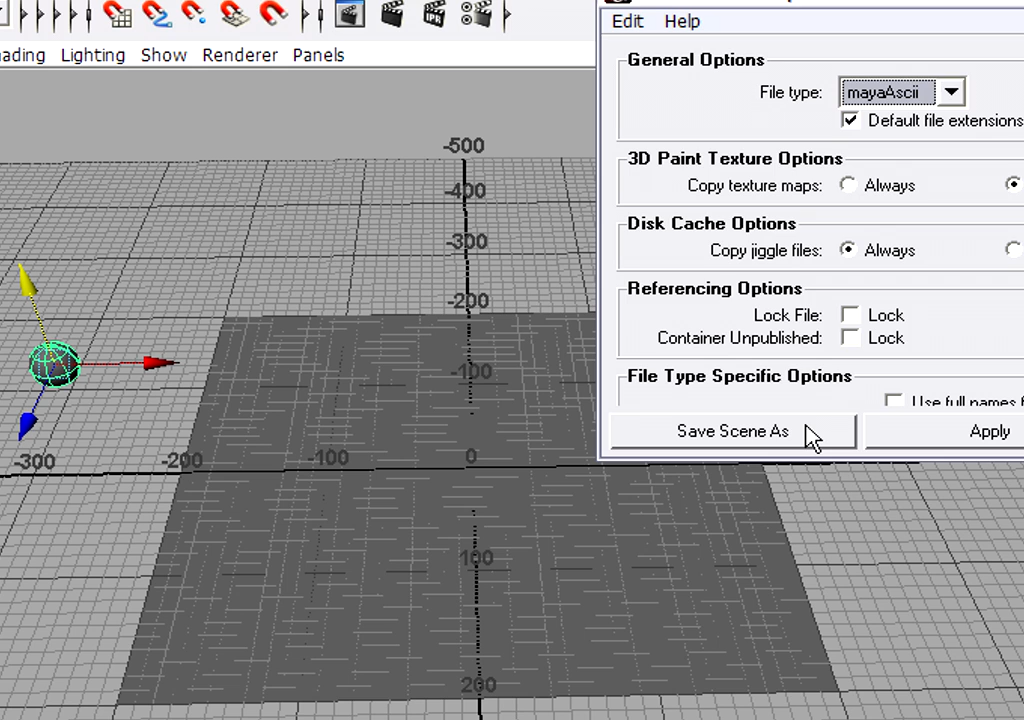 Edit Help
ading Lighting Show Renderer Panels
IPR
General Options
File type: mayaAscii
Default file extensions
3D Paint Texture Options
Copy texture maps: Always
Disk Cache Options
Copy jiggle files: Always
Referencing Options
Lock File: Lock
Container Unpublished: Lock
File Type Specific Options
Use full names f
Save Scene As Apply
-500
-400
-300
-200
-100
-300 -200 -100 0
100
200